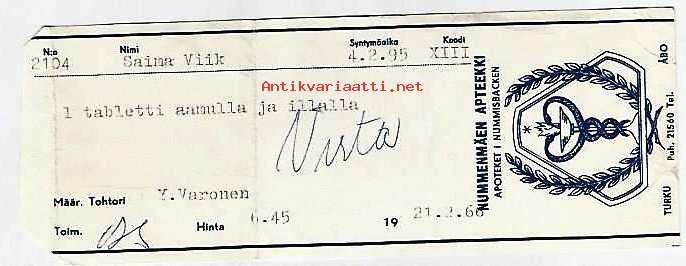 N:o Nimi Syntymäaika Koodi
2104 Saima Viik 4.2.95 XIII
Antikvariaatti.net
1 tabletti aamulla ja illalla
Virta
Määr. Tohtori Y.Varonen
Toim. Hinta 6.45 19 21.2.66
NUMMENMÄEN APTEEKKI
APOTEKET I NUMMISBACKEN
TURKU ÅBO
Puh. 21560 Tel.